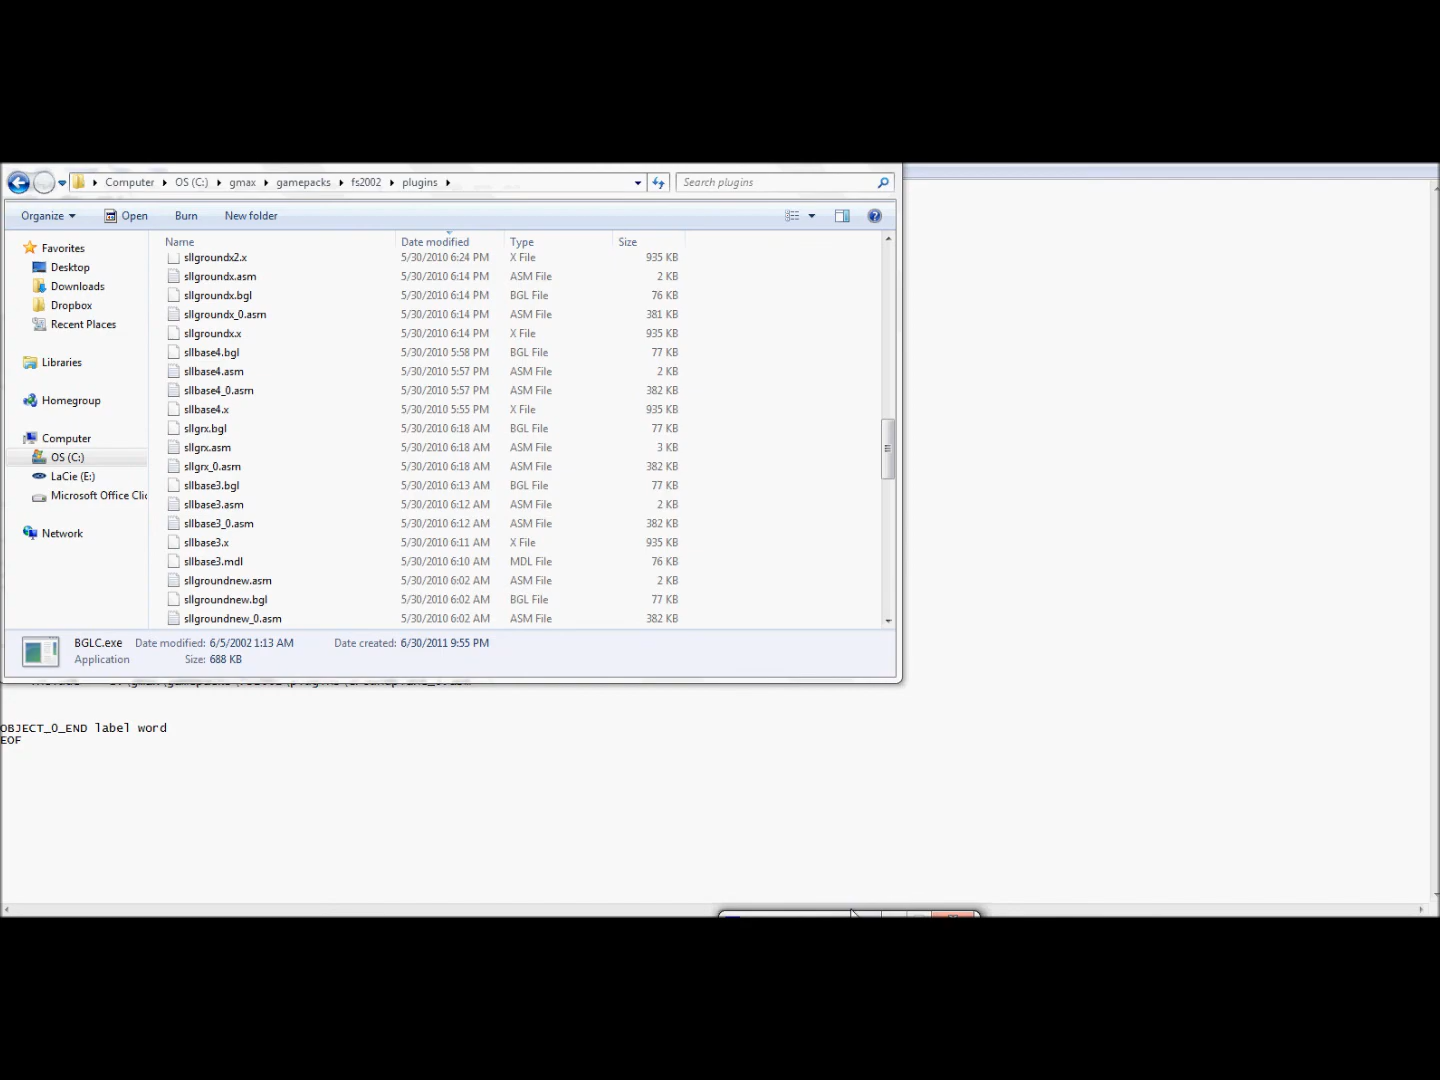 Computer OS (C:) gmax gamepacks fs2002 plugins Search plugins
Organize Open Burn New folder
Favorites
Desktop
Downloads
Dropbox
Recent Places
Libraries
Homegroup
Computer
OS (C:)
LaCie (E:)
Microsoft Office Clic
Network
Name Date modified Type Size
sllgroundx2.x 5/30/2010 6:24 PM X File 935 KB
sllgroundx.asm 5/30/2010 6:14 PM ASM File 2 KB
sllgroundx.bgl 5/30/2010 6:14 PM BGL File 76 KB
sllgroundx_0.asm 5/30/2010 6:14 PM ASM File 381 KB
sllgroundx.x 5/30/2010 6:14 PM X File 935 KB
sllbase4.bgl 5/30/2010 5:58 PM BGL File 77 KB
sllbase4.asm 5/30/2010 5:57 PM ASM File 2 KB
sllbase4_0.asm 5/30/2010 5:57 PM ASM File 382 KB
sllbase4.x 5/30/2010 5:55 PM X File 935 KB
sllgrx.bgl 5/30/2010 6:18 AM BGL File 77 KB
sllgrx.asm 5/30/2010 6:18 AM ASM File 3 KB
sllgrx_0.asm 5/30/2010 6:18 AM ASM File 382 KB
sllbase3.bgl 5/30/2010 6:13 AM BGL File 77 KB
sllbase3.asm 5/30/2010 6:12 AM ASM File 2 KB
sllbase3_0.asm 5/30/2010 6:12 AM ASM File 382 KB
sllbase3.x 5/30/2010 6:11 AM X File 935 KB
sllbase3.mdl 5/30/2010 6:10 AM MDL File 76 KB
sllgroundnew.asm 5/30/2010 6:02 AM ASM File 2 KB
sllgroundnew.bgl 5/30/2010 6:02 AM BGL File 77 KB
sllgroundnew_0.asm 5/30/2010 6:02 AM ASM File 382 KB
BGLC.exe Date modified: 6/5/2002 1:13 AM Date created: 6/30/2011 9:55 PM
Application Size: 688 KB
OBJECT_0_END label word
EOF